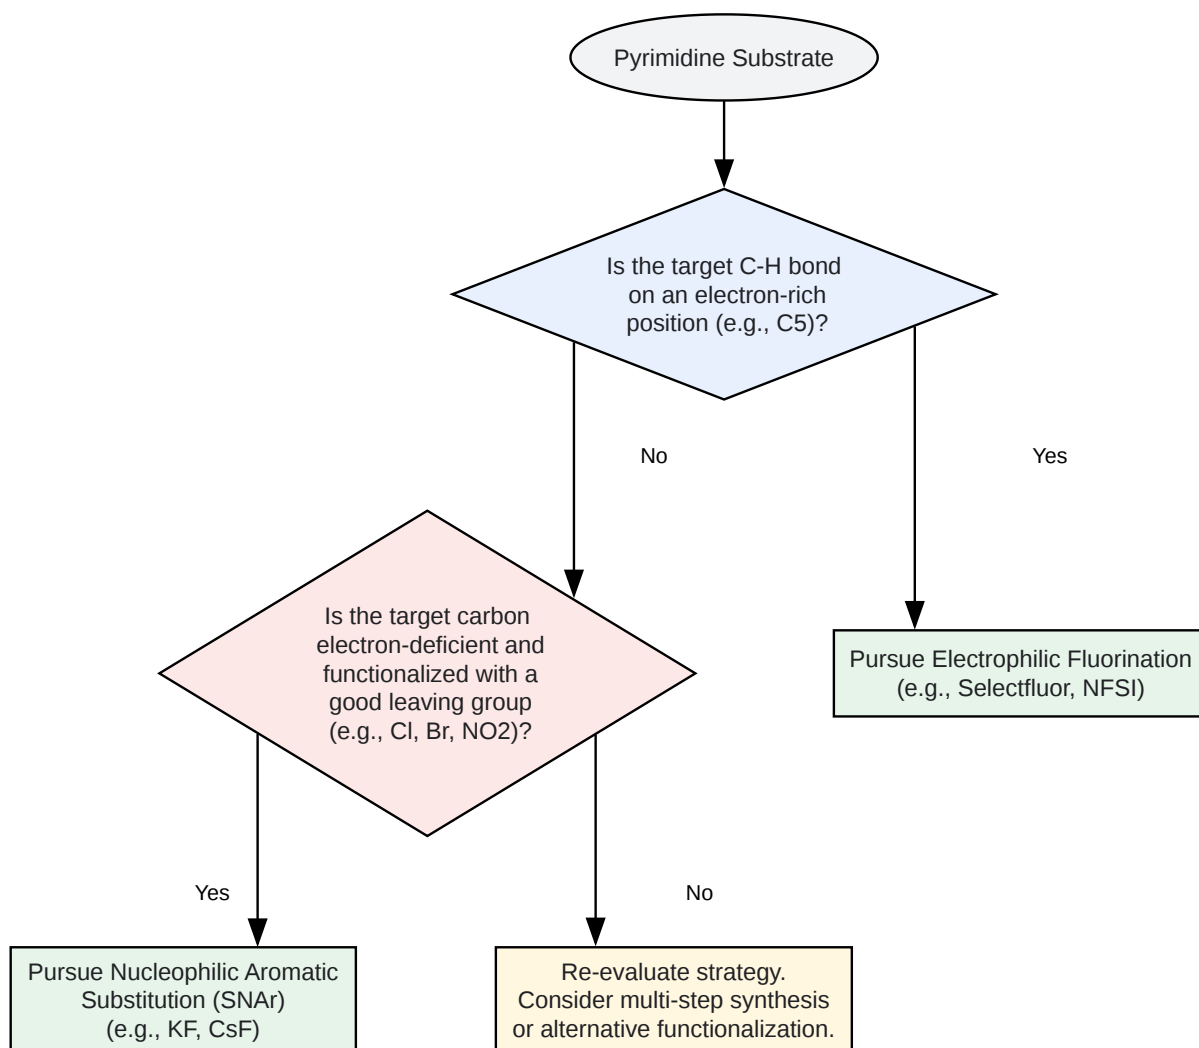 Pyrimidine Substrate
Is the target C-H bond
on an electron-rich
position (e.g., C5)?
No
Yes
Is the target carbon
electron-deficient and
functionalized with a
good leaving group
(e.g., Cl, Br, NO2)?
Pursue Electrophilic Fluorination
(e.g., Selectfluor, NFSI)
Yes
No
Pursue Nucleophilic Aromatic
Substitution (SNAr)
(e.g., KF, CsF)
Re-evaluate strategy.
Consider multi-step synthesis
or alternative functionalization.